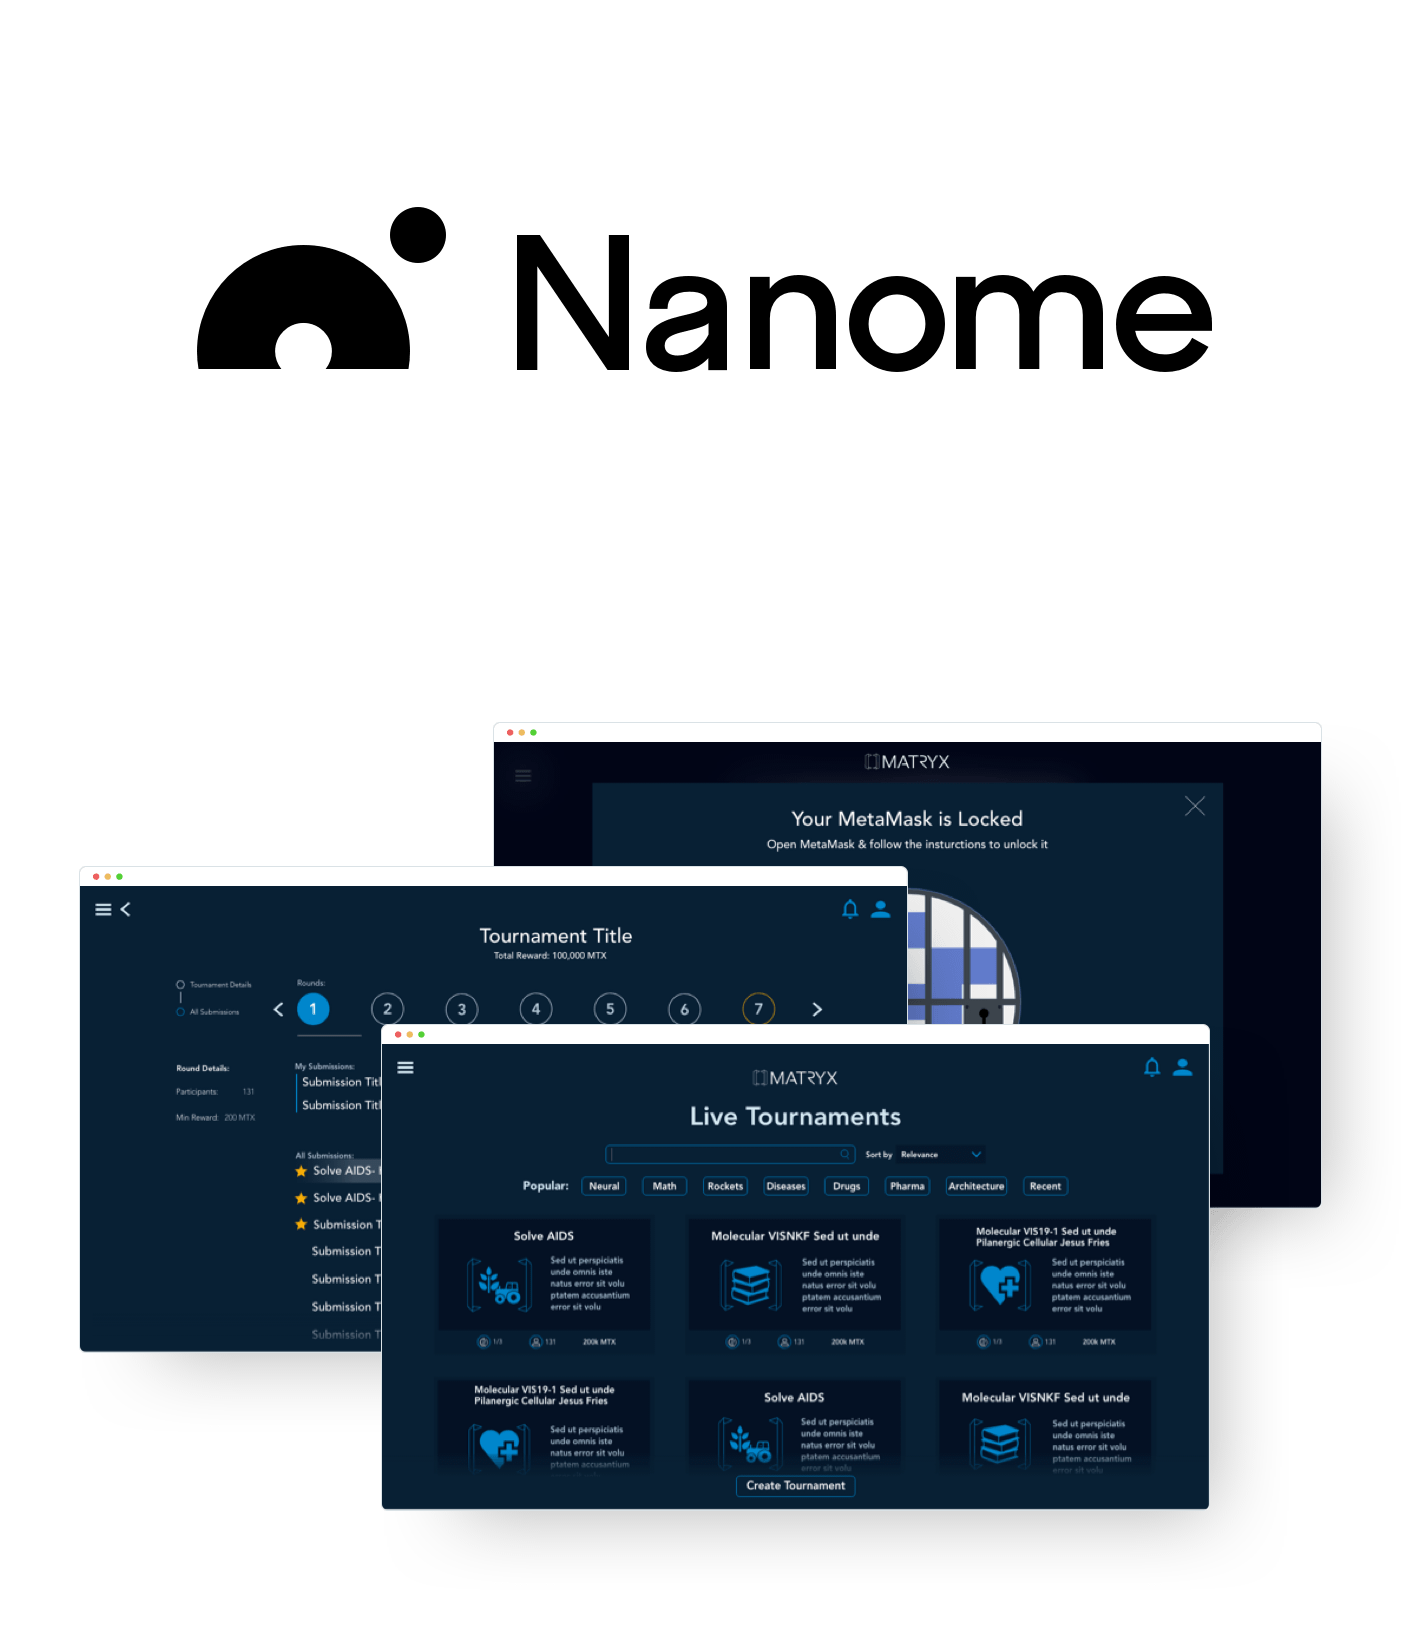 Nanome
MATRYX
Your MetaMask is Locked
Open MetaMask & follow the insturctions to unlock it
Tournament Title
Total Reward: 100,000 MTX
Tournament Details
All Submissions
Rounds:
1 2 3 4 5 6 7
Round Details:
Participants: 131
Min Reward: 200 MTX
My Submissions:
Submission Titl
Submission Titl
All Submissions:
Solve AIDS-
Solve AIDS-
Submission T
Submission T
Submission T
Submission T
Submission T
MATRYX
Live Tournaments
Sort by Relevance
Popular: Neural Math Rockets Diseases Drugs Pharma Architecture Recent
Solve AIDS
Sed ut perspiciatis
unde omnis iste
natus error sit volu
ptatem accusantium
error sit volu
1/3 131 200k MTX
Molecular VISNKF Sed ut unde
Sed ut perspiciatis
unde omnis iste
natus error sit volu
ptatem accusantium
error sit volu
1/3 131 200k MTX
Molecular VIS19-1 Sed ut unde
Pilanergic Cellular Jesus Fries
Sed ut perspiciatis
unde omnis iste
natus error sit volu
ptatem accusantium
error sit volu
1/3 131 200k MTX
Molecular VIS19-1 Sed ut unde
Pilanergic Cellular Jesus Fries
Sed ut perspiciatis
unde omnis iste
natus error sit volu
ptatem accusantium
Solve AIDS
Sed ut perspiciatis
unde omnis iste
natus error sit volu
ptatem accusantium
error sit volu
Molecular VISNKF Sed ut unde
Sed ut perspiciatis
unde omnis iste
natus error sit volu
ptatem accusantium
error sit volu
Create Tournament